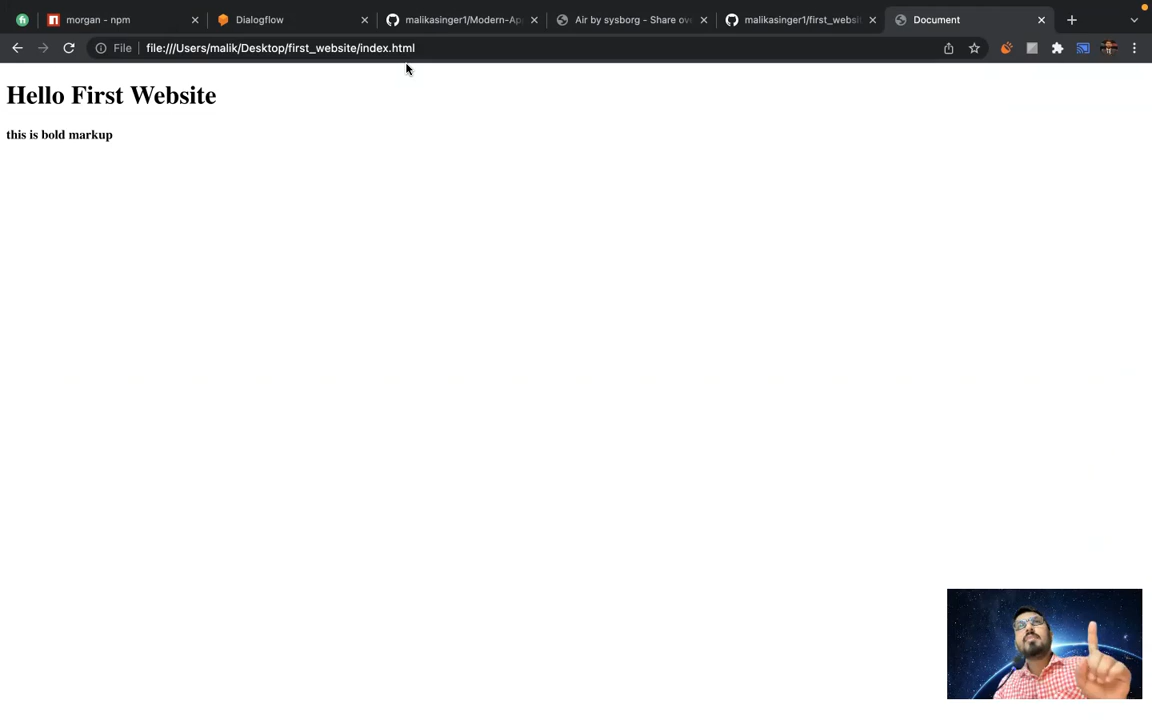 morgan - npm
Dialogflow
malikasinger1/Modern-Ap
Air by sysborg - Share ov
malikasinger1/first_websi
Document
File
file:///Users/malik/Desktop/first_website/index.html
Hello First Website
this is bold markup